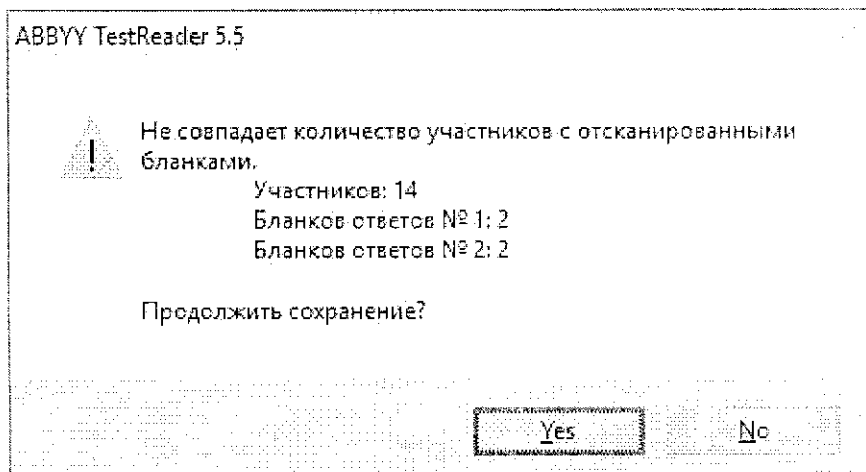 ABBYY TestReader 5.5
Не совпадает количество участников с отсканированными
бланками.
Участников: 14
Бланков ответов № 1: 2
Бланков ответов № 2: 2
Продолжить сохранение?
Yes
No